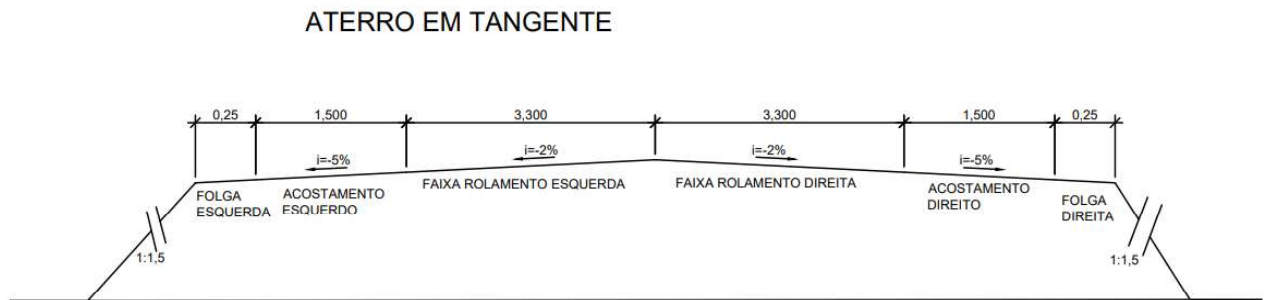 ATERRO EM TANGENTE
0,25 1,500 3,300 3,300 1,500 0,25
i=-5% i=-2% i=-2% i=-5%
FOLGA
ESQUERDA
ACOSTAMENTO
ESQUERDO
FAIXA ROLAMENTO ESQUERDA
FAIXA ROLAMENTO DIREITA
ACOSTAMENTO
DIREITO
FOLGA
DIREITA
1:1,5
1:1,5